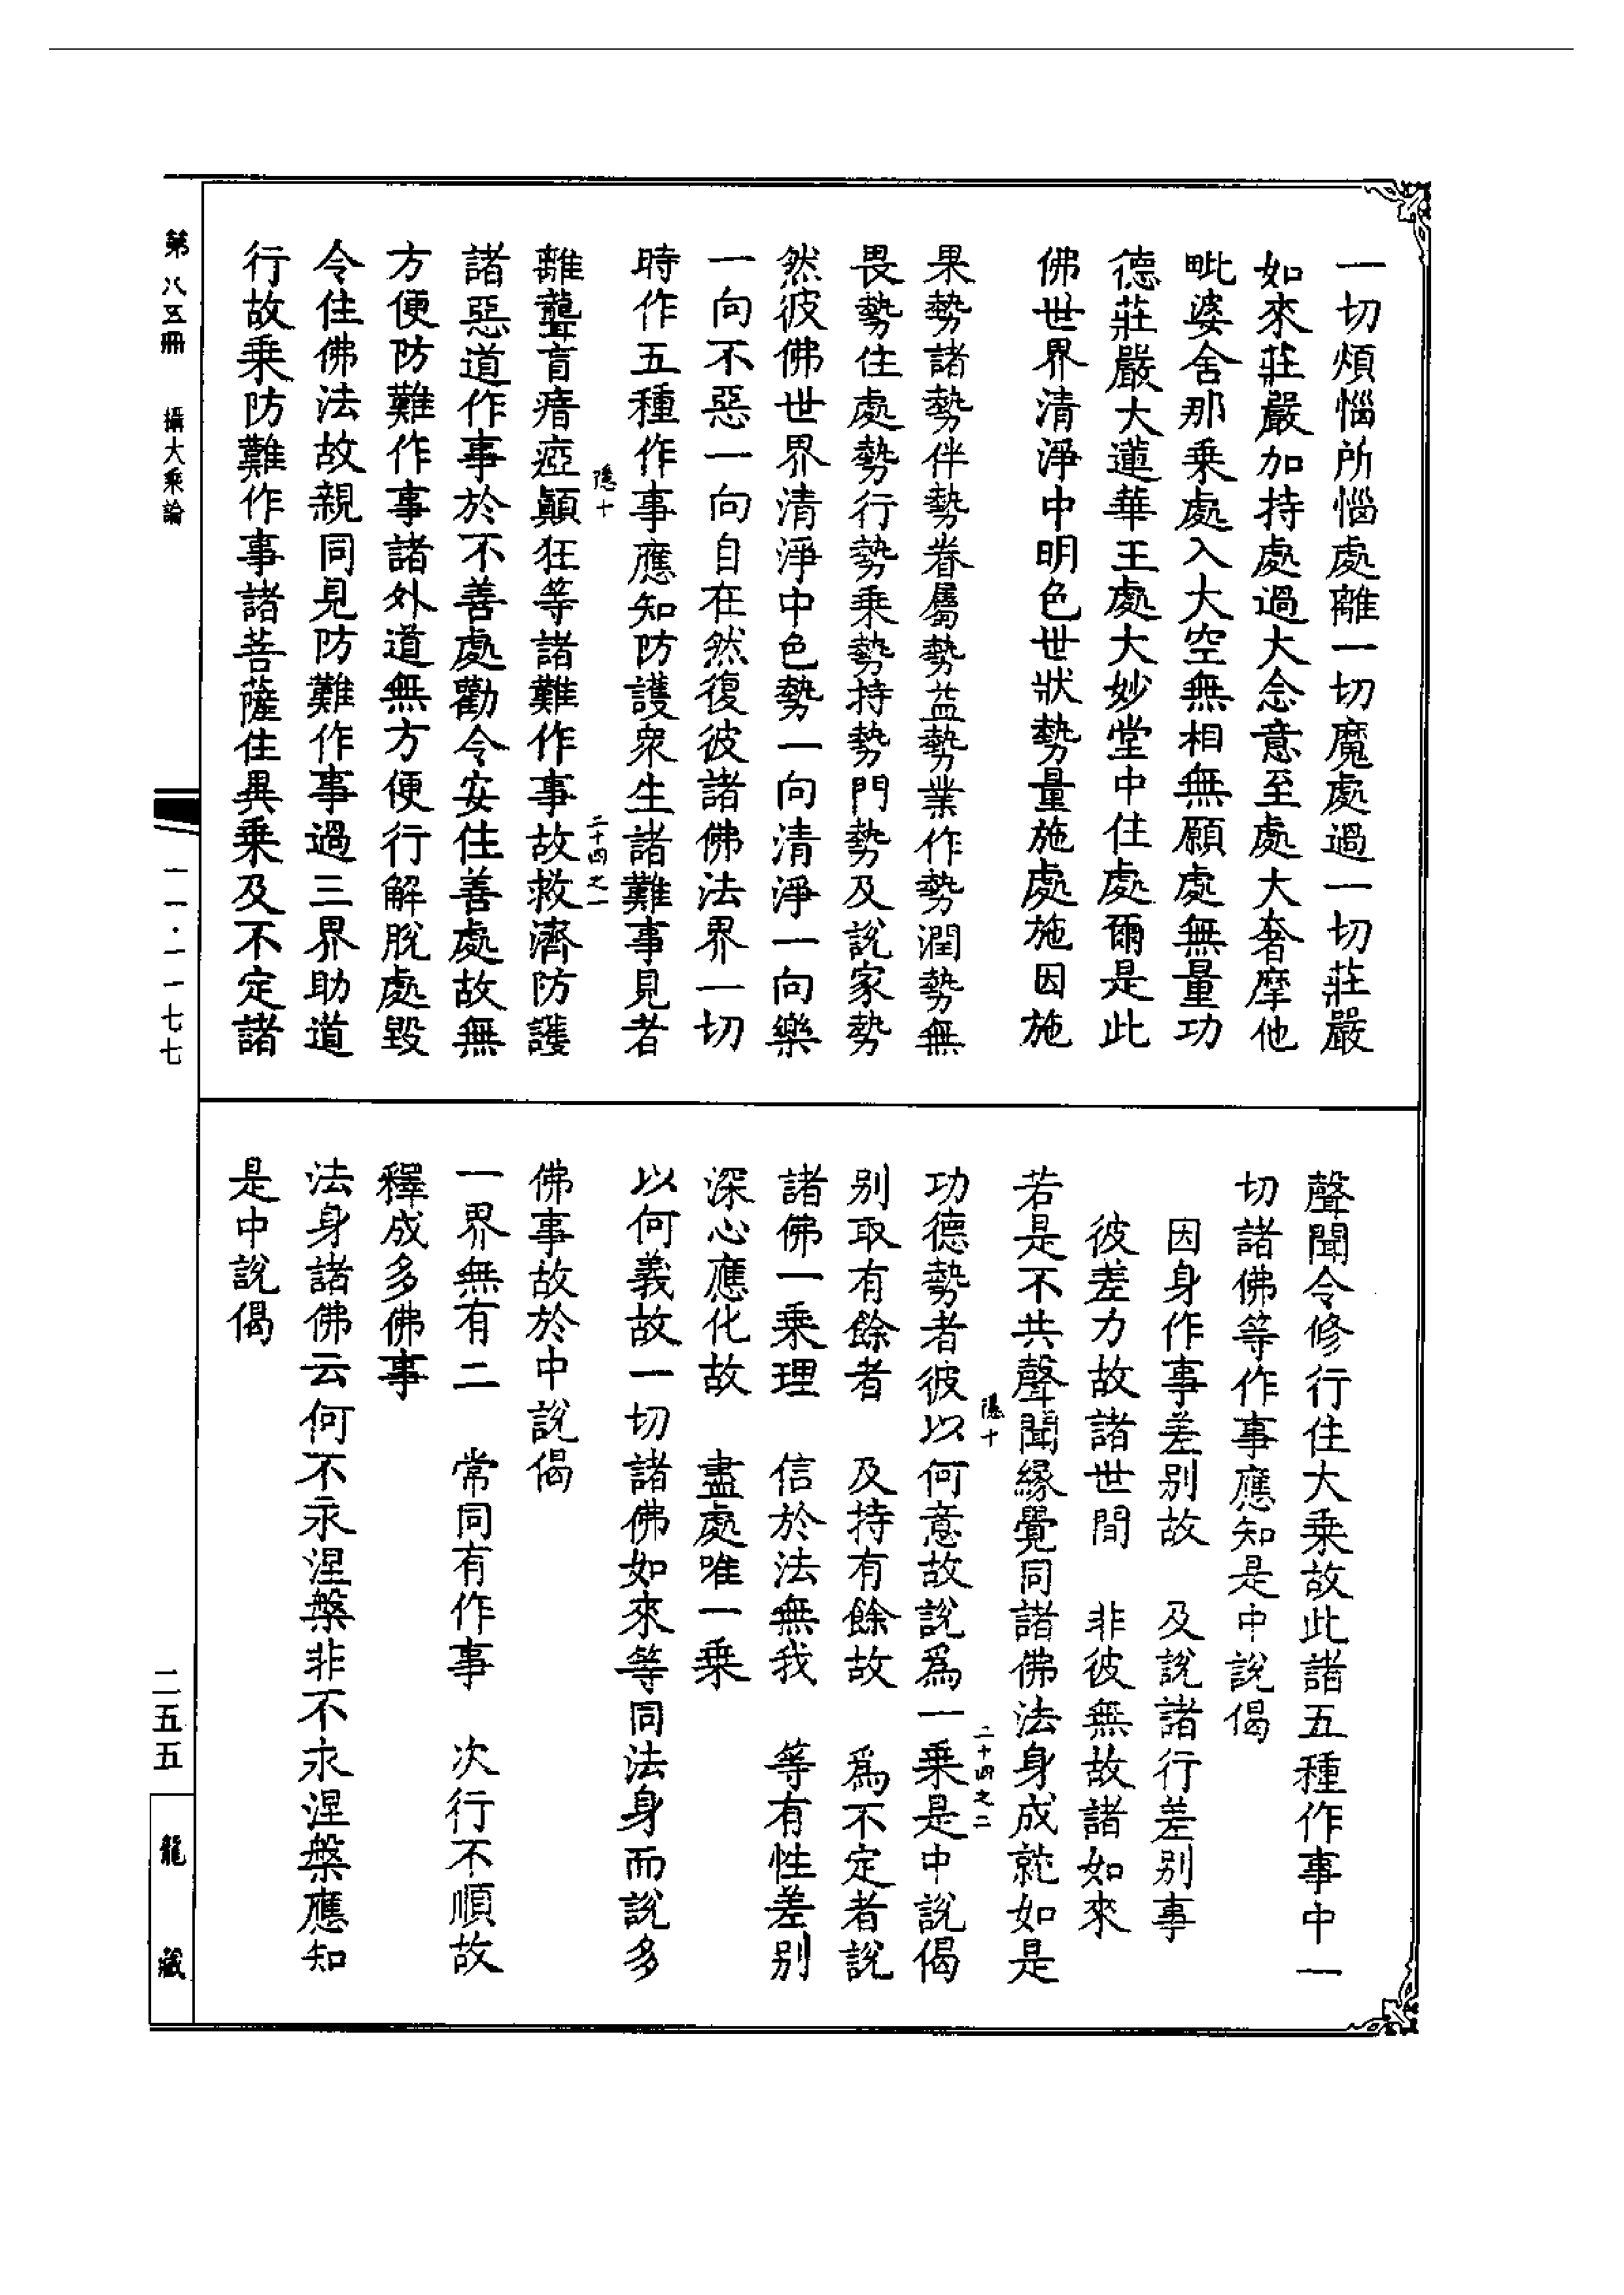 一切煩惱所惱處離一切魔處過一切莊嚴
如來莊嚴加持處過大念意至處大奢摩他
毗婆舍那乘處入大空無相無願處無量功
德莊嚴大蓮華王處大妙堂中住處爾是此
佛世界清淨中明色世狀勢量施處施因施
果勢諸勢伴勢眷屬勢益勢業作勢潤勢無
畏勢住處勢行勢乘勢持勢門勢及說家勢
然彼佛世界清淨中色勢一向清淨一向樂
一向不惡一向自在然復彼諸佛法界一切
時作五種作事應知防護衆生諸難事見者
隱十 二十四之一
離聾盲瘖瘂顚狂等諸難作事故救濟防護
諸惡道作事於不善處勸令安住善處故無
方便防難作事諸外道無方便行解脫處毀
令住佛法故親同見防難作事過三界助道
行故乘防難作事諸菩薩住異乘及不定諸
聲聞令修行住大乘故此諸五種作事中一
切諸佛等作事應知是中說偈
因身作事差别故 及說諸行差别事
彼差力故諸世間 非彼無故諸如來
若是不共聲聞緣覺同諸佛法身成就如是
隱十 二十四之二
功德勢者彼以何意故說爲一乘是中說偈
别取有餘者 及持有餘故 爲不定者說
諸佛一乘理 信於法無我 等有性差别
深心應化故 盡處唯一乘
以何義故一切諸佛如來等同法身而說多
佛事故於中說偈
一界無有二 常同有作事 次行不順故
釋成多佛事
法身諸佛云何不永涅槃非不永涅槃應知
是中說偈
第八五冊 攝大乘論
一一·一一七七
二五五
龍藏